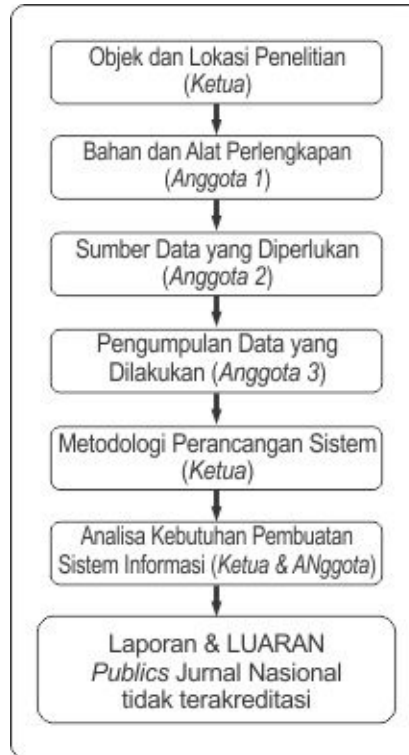 Objek dan Lokasi Penelitian
(Ketua)
Bahan dan Alat Perlengkapan
(Anggota 1)
Sumber Data yang Diperlukan
(Anggota 2)
Pengumpulan Data yang
Dilakukan (Anggota 3)
Metodologi Perancangan Sistem
(Ketua)
Analisa Kebutuhan Pembuatan
Sistem Informasi (Ketua & ANggota)
Laporan & LUARAN
Publics Jurnal Nasional
tidak terakreditasi